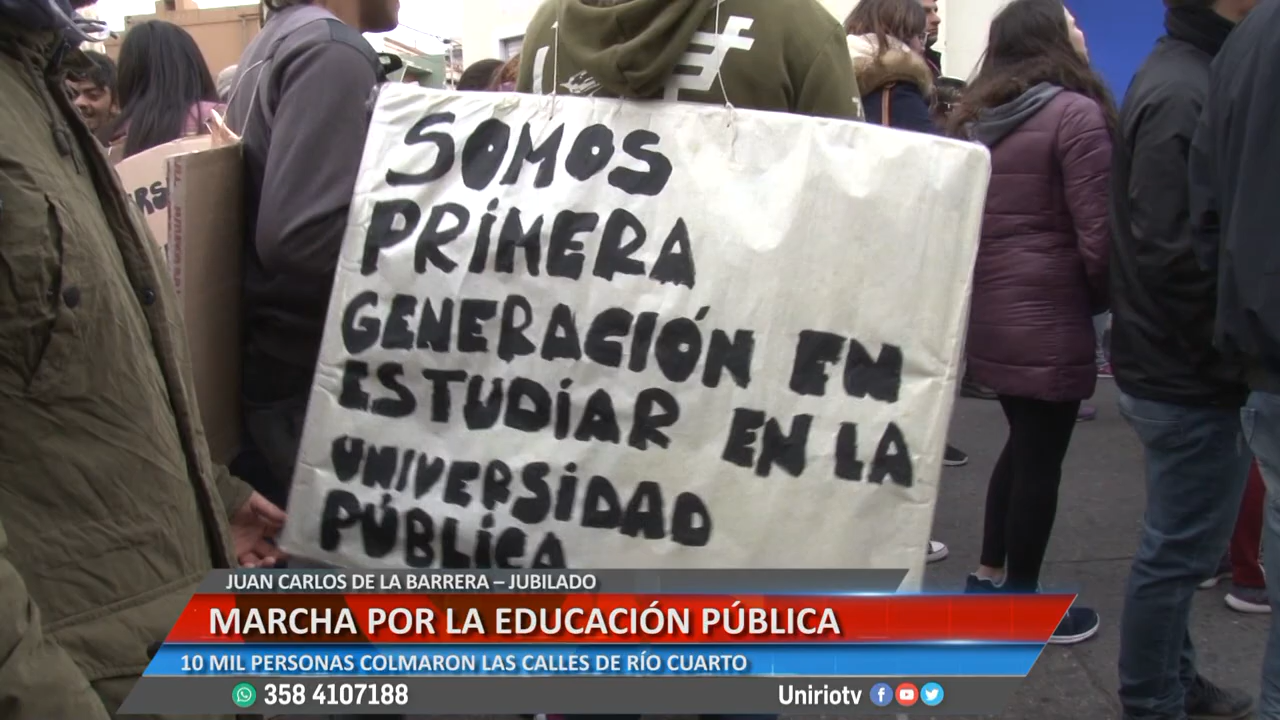 SOMOS
PRIMERA
GENERACIÓN EN
ESTUDIAR EN LA
UNIVERSIDAD
PÚBLICA
JUAN CARLOS DE LA BARRERA – JUBILADO
MARCHA POR LA EDUCACIÓN PÚBLICA
10 MIL PERSONAS COLMARON LAS CALLES DE RÍO CUARTO
358 4107188 Uniriotv